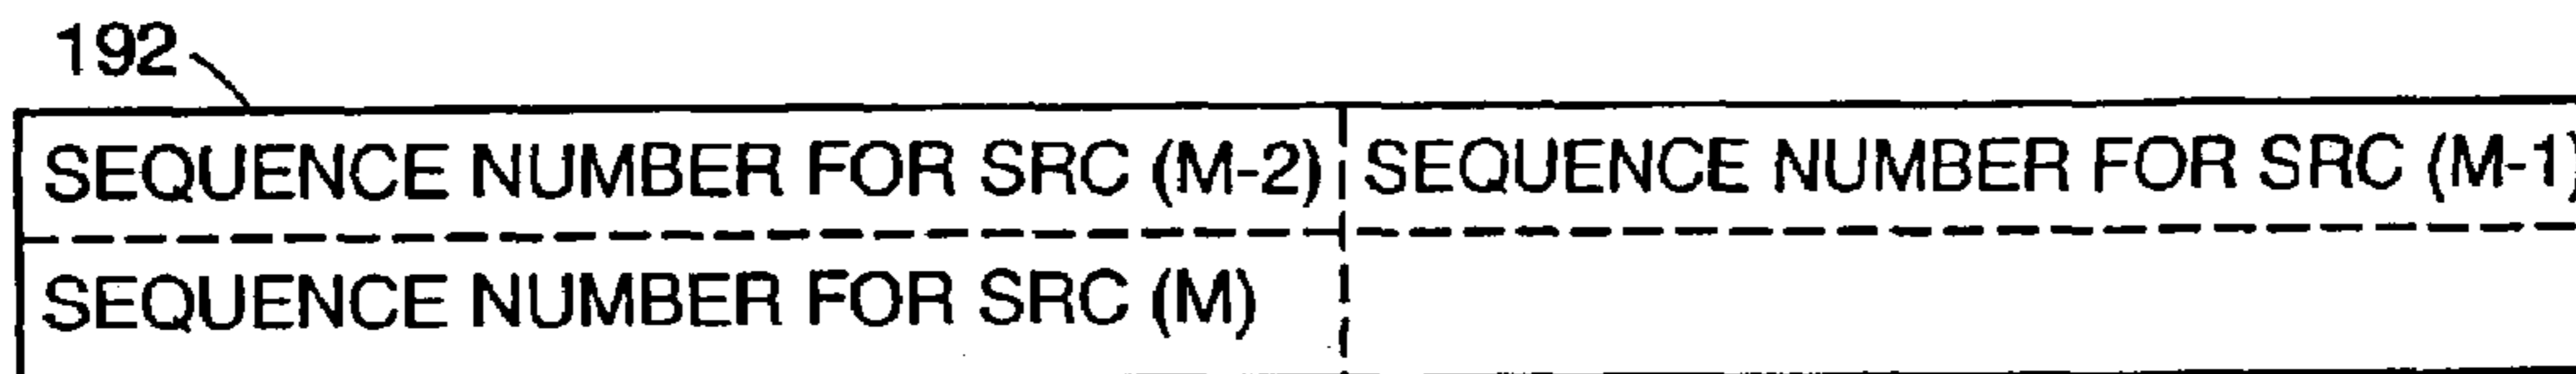 192
SEQUENCE NUMBER FOR SRC (M-2) SEQUENCE NUMBER FOR SRC (M-1)
SEQUENCE NUMBER FOR SRC (M)